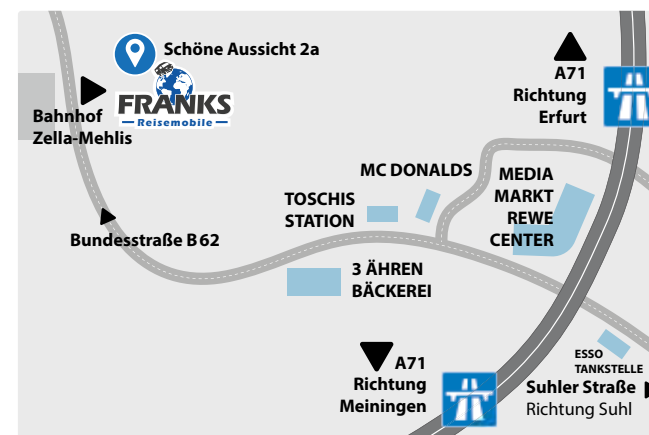 Schöne Aussicht 2a
FRANKS
Reisemobile
Bahnhof
Zella-Mehlis
A71
Richtung
Erfurt
MC DONALDS
MEDIA
MARKT
REWE
CENTER
TOSCHIS
STATION
Bundesstraße B 62
3 ÄHREN
BÄCKEREI
A71
Richtung
Meiningen
ESSO
TANKSTELLE
Suhler Straße
Richtung Suhl